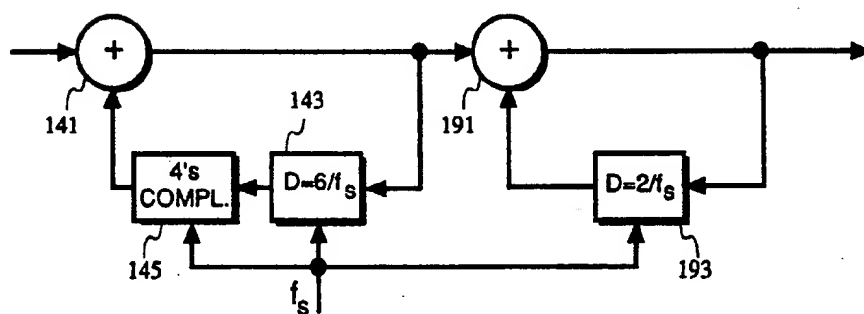 +
+
141
143
191
4's
COMPL.
D=6/fs
D=2/fs
145
193
fs